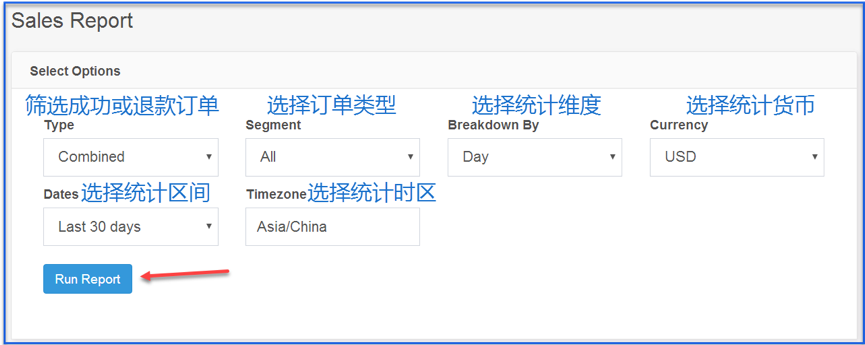 Sales Report
Select Options
筛选成功或退款订单 选择订单类型 选择统计维度 选择统计货币
Type Segment Breakdown By Currency
Combined All Day USD
Dates 选择统计区间 Timezone 选择统计时区
Last 30 days Asia/China
Run Report